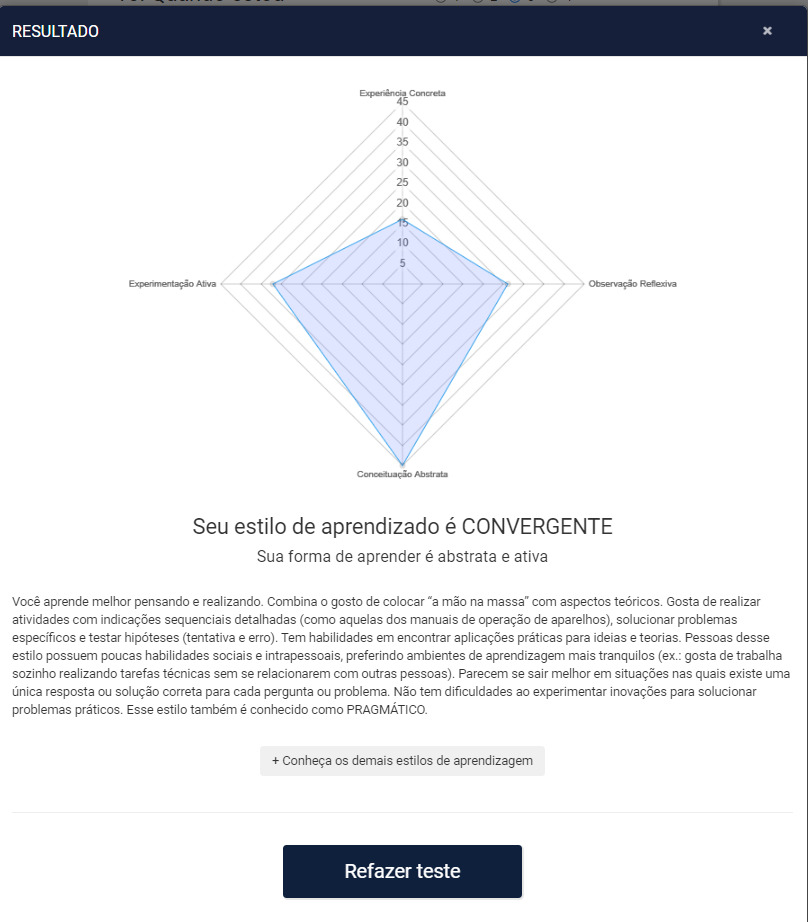 RESULTADO
×
Experiência Concreta
45
40
35
30
25
20
15
10
5
Experimentação Ativa
Observação Reflexiva
Conceituação Abstrata
Seu estilo de aprendizado é CONVERGENTE
Sua forma de aprender é abstrata e ativa
Você aprende melhor pensando e realizando. Combina o gosto de colocar “a mão na massa” com aspectos teóricos. Gosta de realizar
atividades com indicações sequenciais detalhadas (como aquelas dos manuais de operação de aparelhos), solucionar problemas
específicos e testar hipóteses (tentativa e erro). Tem habilidades em encontrar aplicações práticas para ideias e teorias. Pessoas desse
estilo possuem poucas habilidades sociais e intrapessoais, preferindo ambientes de aprendizagem mais tranquilos (ex.: gosta de trabalha
sozinho realizando tarefas técnicas sem se relacionarem com outras pessoas). Parecem se sair melhor em situações nas quais existe uma
única resposta ou solução correta para cada pergunta ou problema. Não tem dificuldades ao experimentar inovações para solucionar
problemas práticos. Esse estilo também é conhecido como PRAGMÁTICO.
+ Conheça os demais estilos de aprendizagem
Refazer teste